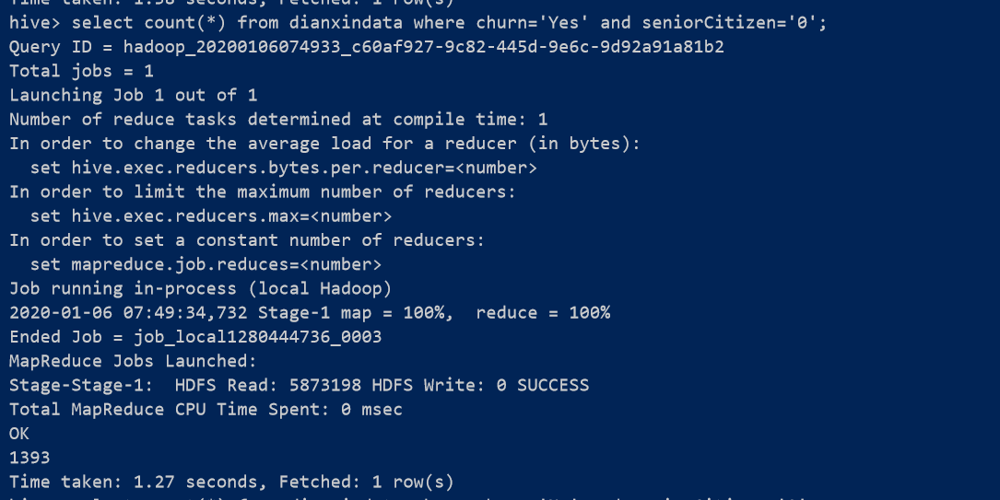 Time taken: 1.58 seconds, Fetched: 1 row(s)
hive> select count(*) from dianxindata where churn='Yes' and seniorCitizen='0';
Query ID = hadoop_20200106074933_c60af927-9c82-445d-9e6c-9d92a91a81b2
Total jobs = 1
Launching Job 1 out of 1
Number of reduce tasks determined at compile time: 1
In order to change the average load for a reducer (in bytes):
  set hive.exec.reducers.bytes.per.reducer=<number>
In order to limit the maximum number of reducers:
  set hive.exec.reducers.max=<number>
In order to set a constant number of reducers:
  set mapreduce.job.reduces=<number>
Job running in-process (local Hadoop)
2020-01-06 07:49:34,732 Stage-1 map = 100%,  reduce = 100%
Ended Job = job_local1280444736_0003
MapReduce Jobs Launched:
Stage-Stage-1:  HDFS Read: 5873198 HDFS Write: 0 SUCCESS
Total MapReduce CPU Time Spent: 0 msec
OK
1393
Time taken: 1.27 seconds, Fetched: 1 row(s)